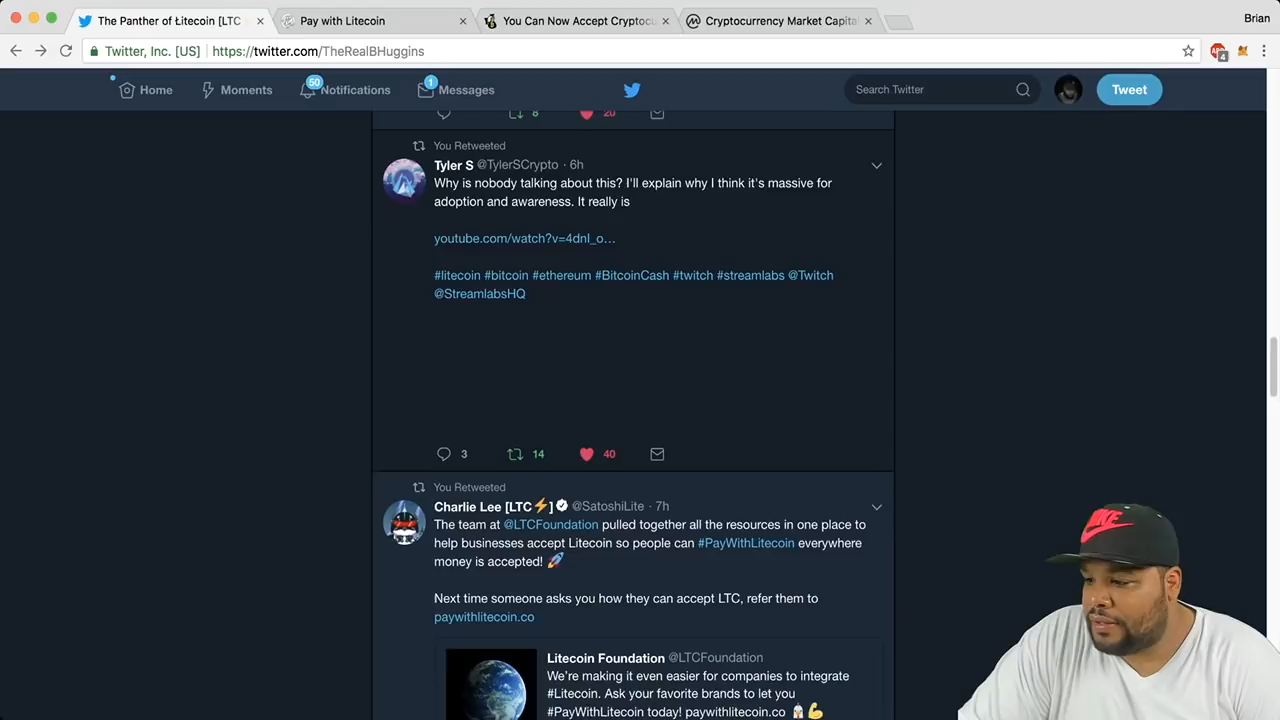 The Panther of Litecoin [LTC
Pay with Litecoin
You Can Now Accept Cryptocu
Cryptocurrency Market Capita
Brian
Twitter, Inc. [US]
https://twitter.com/TheRealBHuggins
4
Home
Moments
50
Notifications
1
Messages
Search Twitter
Tweet
8
20
You Retweeted
Tyler S @TylerSCrypto · 6h
Why is nobody talking about this? I'll explain why I think it's massive for
adoption and awareness. It really is
youtube.com/watch?v=4dnl_o…
#litecoin #bitcoin #ethereum #BitcoinCash #twitch #streamlabs @Twitch
@StreamlabsHQ
3
14
40
You Retweeted
Charlie Lee [LTC⚡] @SatoshiLite · 7h
The team at @LTCFoundation pulled together all the resources in one place to
help businesses accept Litecoin so people can #PayWithLitecoin everywhere
money is accepted! 🚀
Next time someone asks you how they can accept LTC, refer them to
paywithlitecoin.co
Litecoin Foundation @LTCFoundation
We're making it even easier for companies to integrate
#Litecoin. Ask your favorite brands to let you
#PayWithLitecoin today! paywithlitecoin.co
NIKE